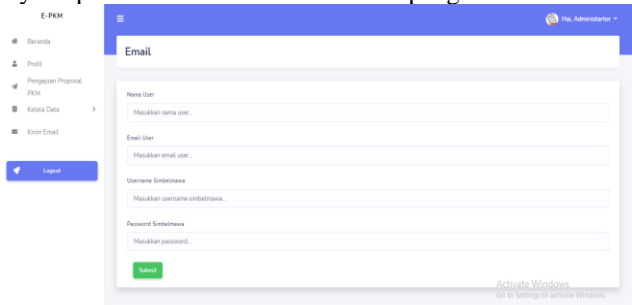 E-PKM
Hai, Administartor
Beranda
Profil
Pengajuan Proposal
PKM
Kelola Data
Kirim Email
Logout
Email
Nama User
Masukkan nama user..
Email User
Masukkan email user..
Username Simbelmawa
Masukkan username simbelmawa..
Password Simbelmawa
Masukkan password..
Submit
Activate Windows
Go to Settings to activate Windows.